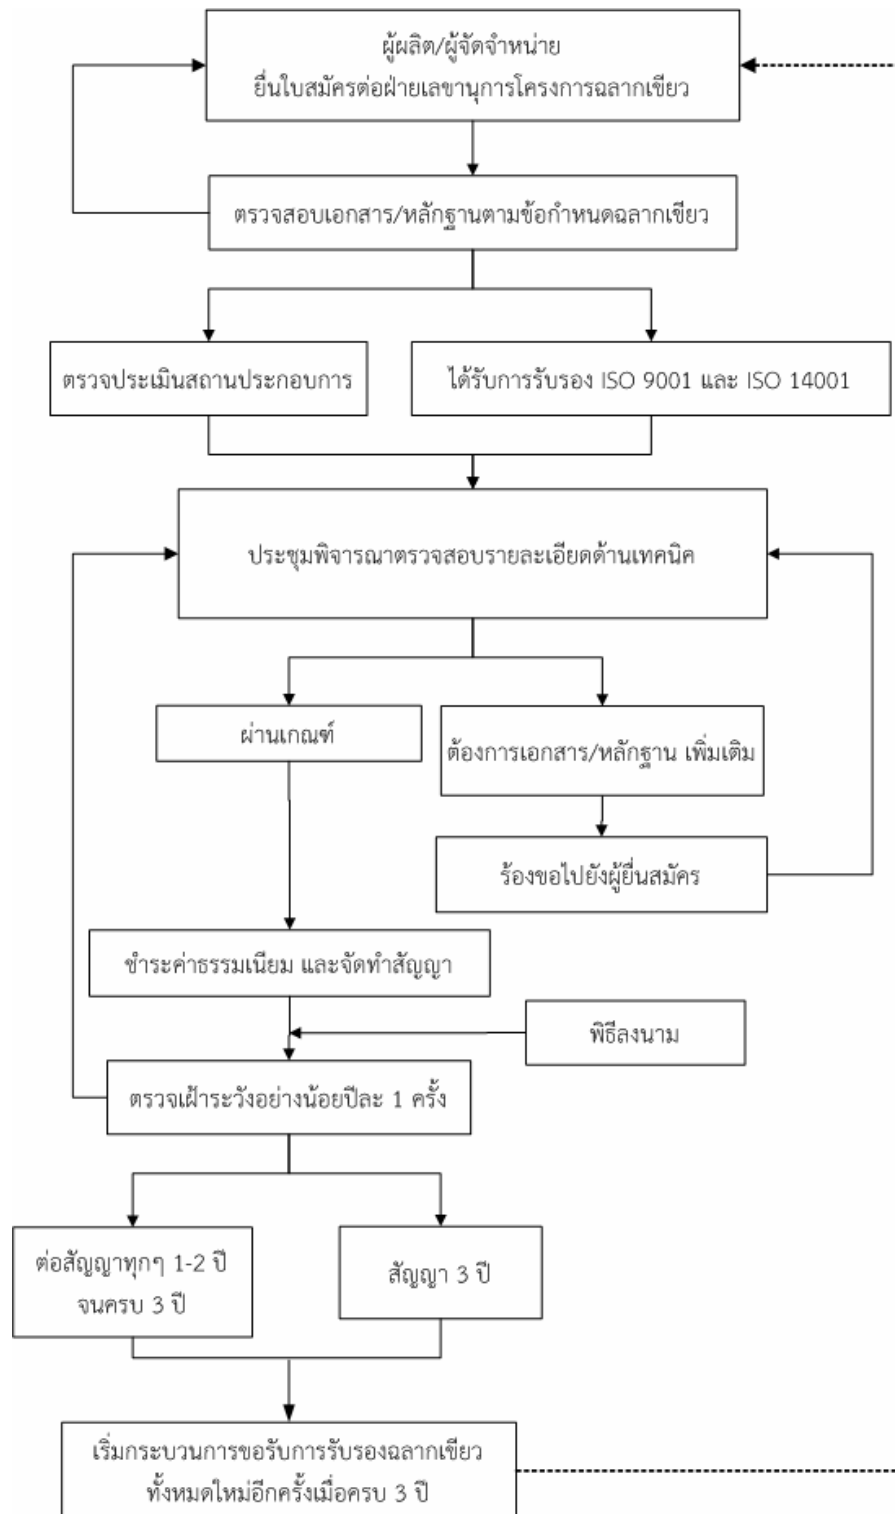 ผู้ผลิต/ผู้จัดจำหน่าย
ยื่นใบสมัครต่อฝ่ายเลขานุการโครงการฉลากเขียว
ตรวจสอบเอกสาร/หลักฐานตามข้อกำหนดฉลากเขียว
ตรวจประเมินสถานประกอบการ
ได้รับการรับรอง ISO 9001 และ ISO 14001
ประชุมพิจารณาตรวจสอบรายละเอียดด้านเทคนิค
ผ่านเกณฑ์
ต้องการเอกสาร/หลักฐาน เพิ่มเติม
ร้องขอไปยังผู้ยื่นสมัคร
ชำระค่าธรรมเนียม และจัดทำสัญญา
พิธีลงนาม
ตรวจเฝ้าระวังอย่างน้อยปีละ 1 ครั้ง
ต่อสัญญาทุกๆ 1-2 ปี
จนครบ 3 ปี
สัญญา 3 ปี
เริ่มกระบวนการขอรับการรับรองฉลากเขียว
ทั้งหมดใหม่อีกครั้งเมื่อครบ 3 ปี